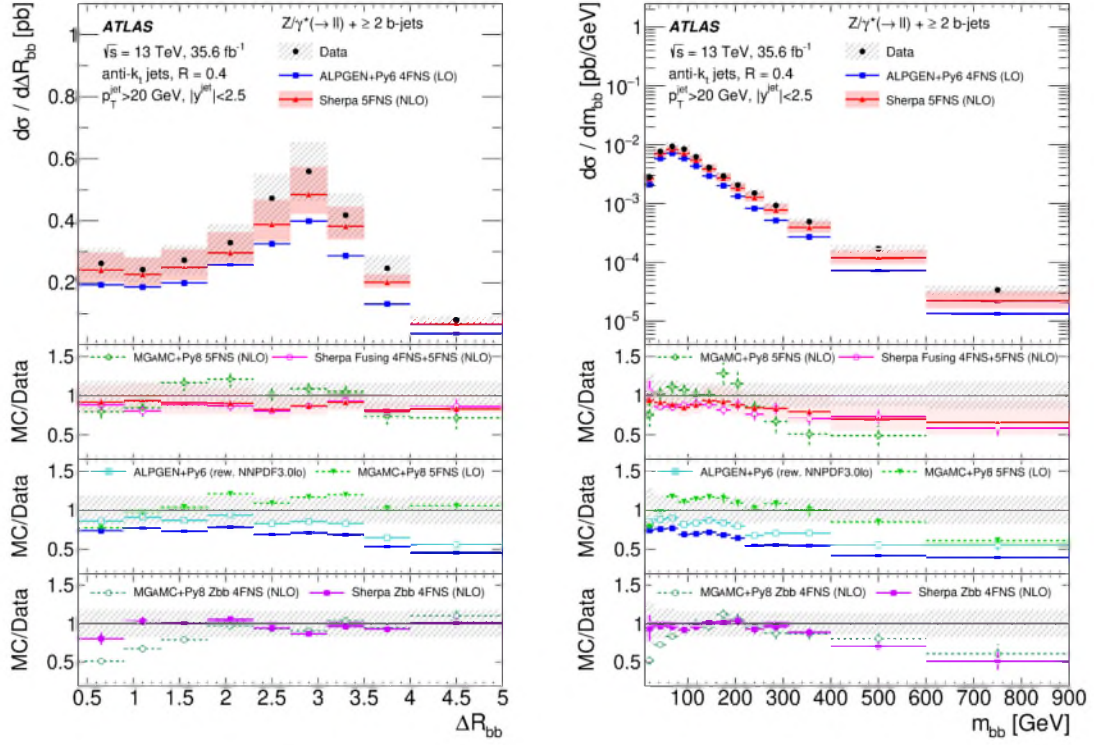 dσ / dΔR_bb [pb]
ATLAS
Z/γ*(→ ll) + ≥ 2 b-jets
√s = 13 TeV, 35.6 fb⁻¹
anti-k_t jets, R = 0.4
p_T^jet>20 GeV, |y^jet|<2.5
Data
ALPGEN+Py6 4FNS (LO)
Sherpa 5FNS (NLO)
1
0.8
0.6
0.4
0.2
MC/Data
MGAMC+Py8 5FNS (NLO)
Sherpa Fusing 4FNS+5FNS (NLO)
1.5
1
0.5
MC/Data
ALPGEN+Py6 (rew. NNPDF3.0lo)
MGAMC+Py8 5FNS (LO)
1.5
1
0.5
MC/Data
MGAMC+Py8 Zbb 4FNS (NLO)
Sherpa Zbb 4FNS (NLO)
1.5
1
0.5
0.5 1 1.5 2 2.5 3 3.5 4 4.5 5
ΔR_bb
dσ / dm_bb [pb/GeV]
ATLAS
Z/γ*(→ ll) + ≥ 2 b-jets
√s = 13 TeV, 35.6 fb⁻¹
anti-k_t jets, R = 0.4
p_T^jet>20 GeV, |y^jet|<2.5
Data
ALPGEN+Py6 4FNS (LO)
Sherpa 5FNS (NLO)
1
10⁻¹
10⁻²
10⁻³
10⁻⁴
10⁻⁵
MC/Data
MGAMC+Py8 5FNS (NLO)
Sherpa Fusing 4FNS+5FNS (NLO)
1.5
1
0.5
MC/Data
ALPGEN+Py6 (rew. NNPDF3.0lo)
MGAMC+Py8 5FNS (LO)
1.5
1
0.5
MC/Data
MGAMC+Py8 Zbb 4FNS (NLO)
Sherpa Zbb 4FNS (NLO)
1.5
1
0.5
100 200 300 400 500 600 700 800 900
m_bb [GeV]